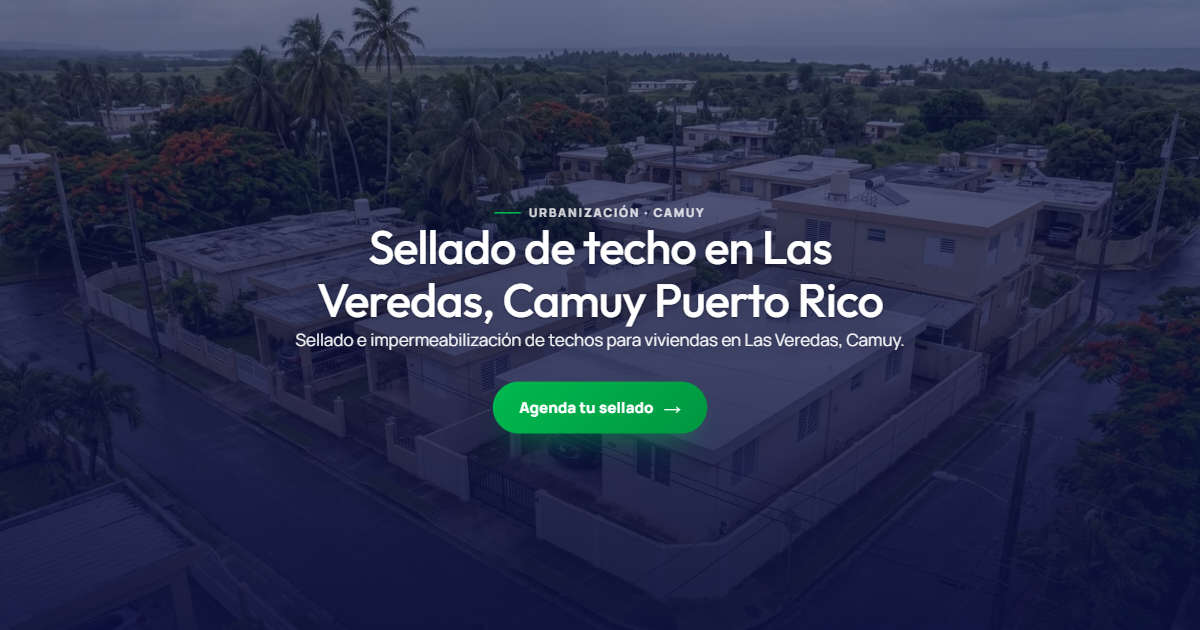 URBANIZACIÓN · CAMUY
Sellado de techo en Las
Veredas, Camuy Puerto Rico
Sellado e impermeabilización de techos para viviendas en Las Veredas, Camuy.
Agenda tu sellado →